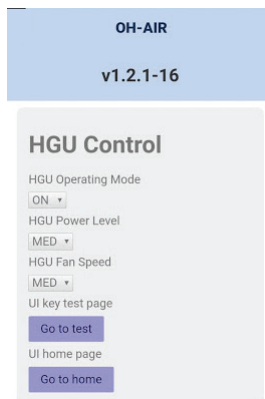 OH-AIR
v1.2.1-16
HGU Control
HGU Operating Mode
ON
HGU Power Level
MED
HGU Fan Speed
MED
UI key test page
Go to test
UI home page
Go to home